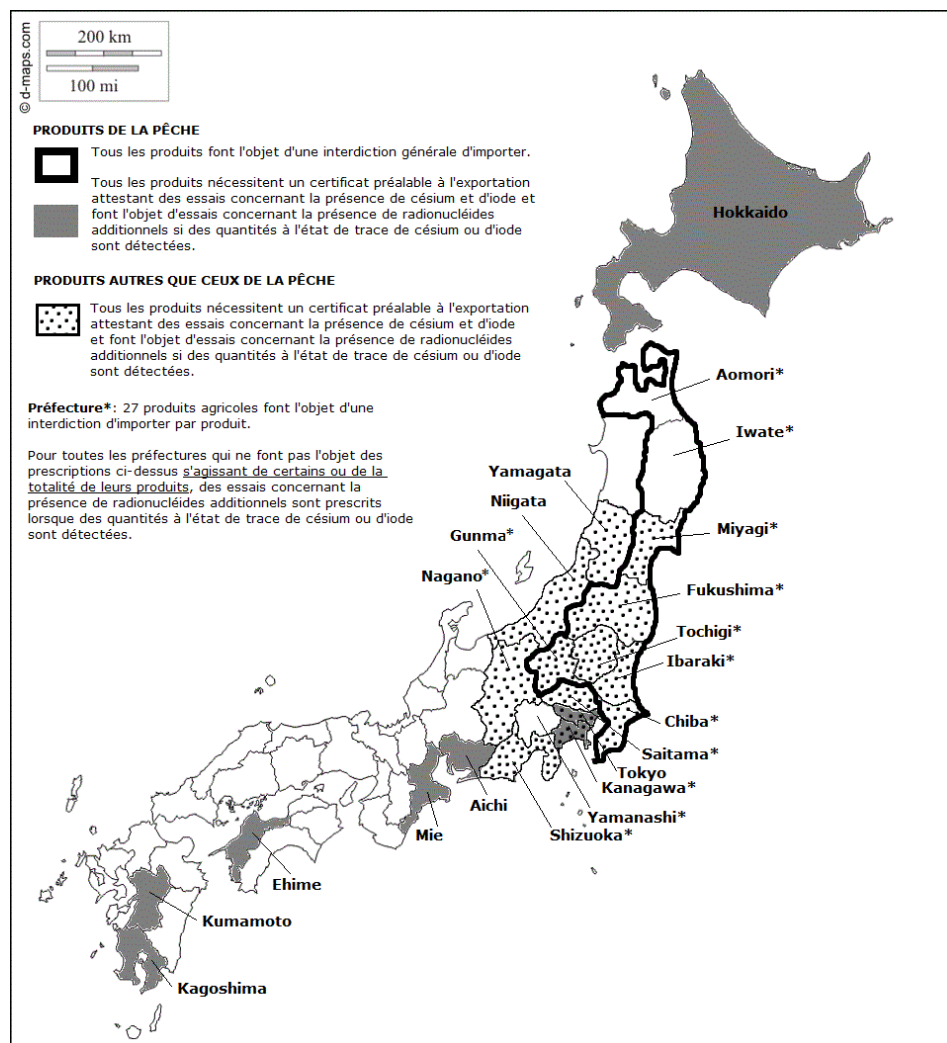 © d-maps.com
200 km
100 mi
PRODUITS DE LA PÊCHE
Tous les produits font l'objet d'une interdiction générale d'importer.
Tous les produits nécessitent un certificat préalable à l'exportation
attestant des essais concernant la présence de césium et d'iode et
font l'objet d'essais concernant la présence de radionucléides
additionnels si des quantités à l'état de trace de césium ou d'iode
sont détectées.
PRODUITS AUTRES QUE CEUX DE LA PÊCHE
Tous les produits nécessitent un certificat préalable à l'exportation
attestant des essais concernant la présence de césium et d'iode
et font l'objet d'essais concernant la présence de radionucléides
additionnels si des quantités à l'état de trace de césium ou d'iode
sont détectées.
Préfecture*: 27 produits agricoles font l'objet d'une
interdiction d'importer par produit.
Pour toutes les préfectures qui ne font pas l'objet des
prescriptions ci-dessus s'agissant de certains ou de la
totalité de leurs produits, des essais concernant la
présence de radionucléides additionnels sont prescrits
lorsque des quantités à l'état de trace de césium ou d'iode
sont détectées.
Hokkaido
Aomori*
Iwate*
Yamagata
Niigata
Miyagi*
Gunma*
Nagano*
Fukushima*
Tochigi*
Ibaraki*
Chiba*
Saitama*
Tokyo
Kanagawa*
Aichi
Yamanashi*
Mie
Shizuoka*
Ehime
Kumamoto
Kagoshima